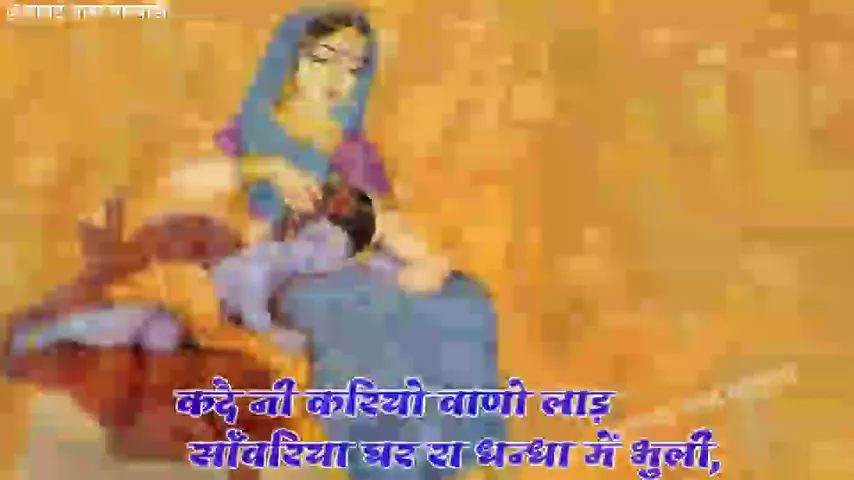 कदे नी करियो वाणो लाड़
साँवरिया घर रा धन्धा में भुली,